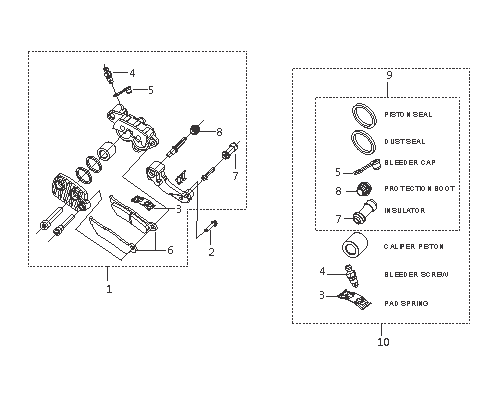 4
5
8
7
3
6
2
1
9
PISTON SEAL
DUST SEAL
BLEEDER CAP
5
8 PROTECTION BOOT
7 INSULATOR
CALIPER PISTON
4 BLEEDER SCREW
3 PAD SPRING
10